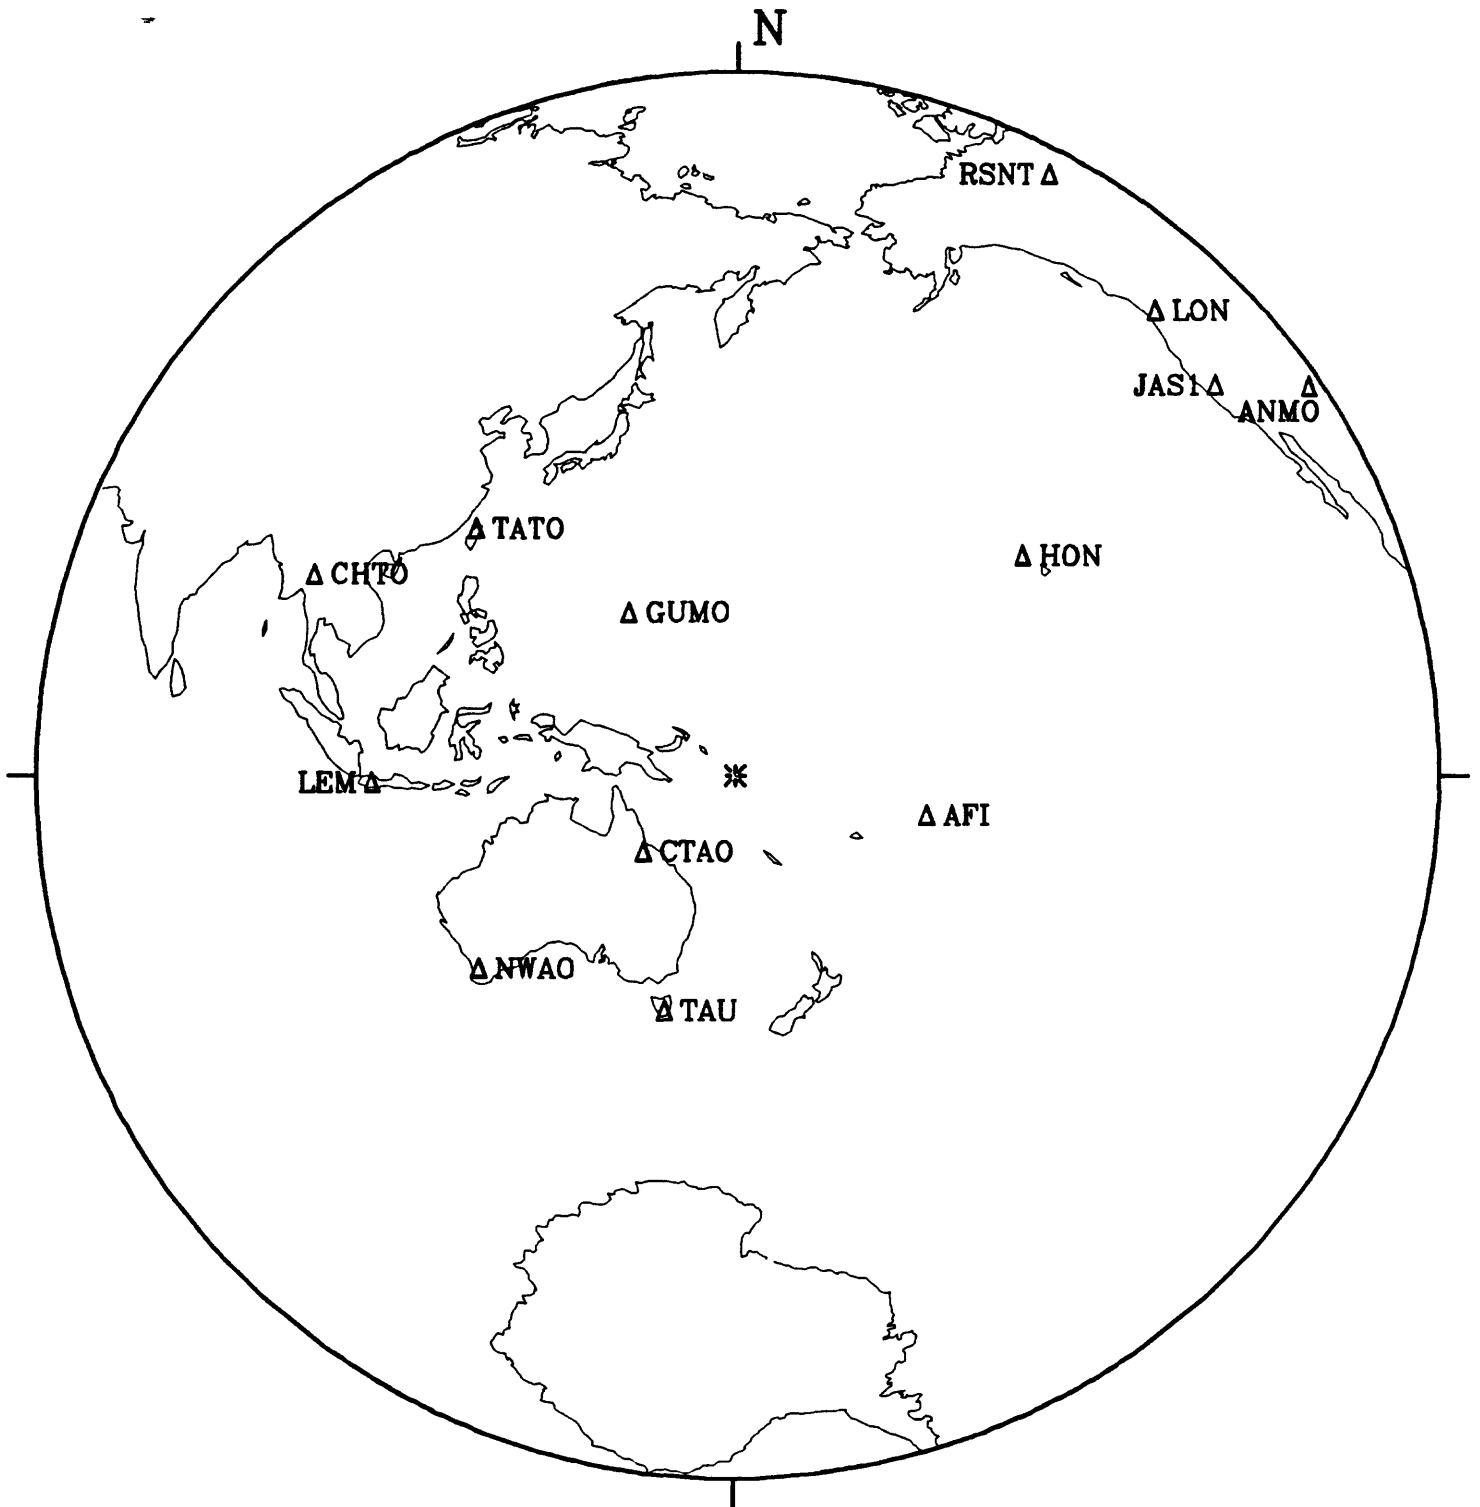 N
RSNT
LON
JAS1
ANMO
TATO
HON
CHTO
GUMO
LEM
AFI
CTAO
NWAO
TAU